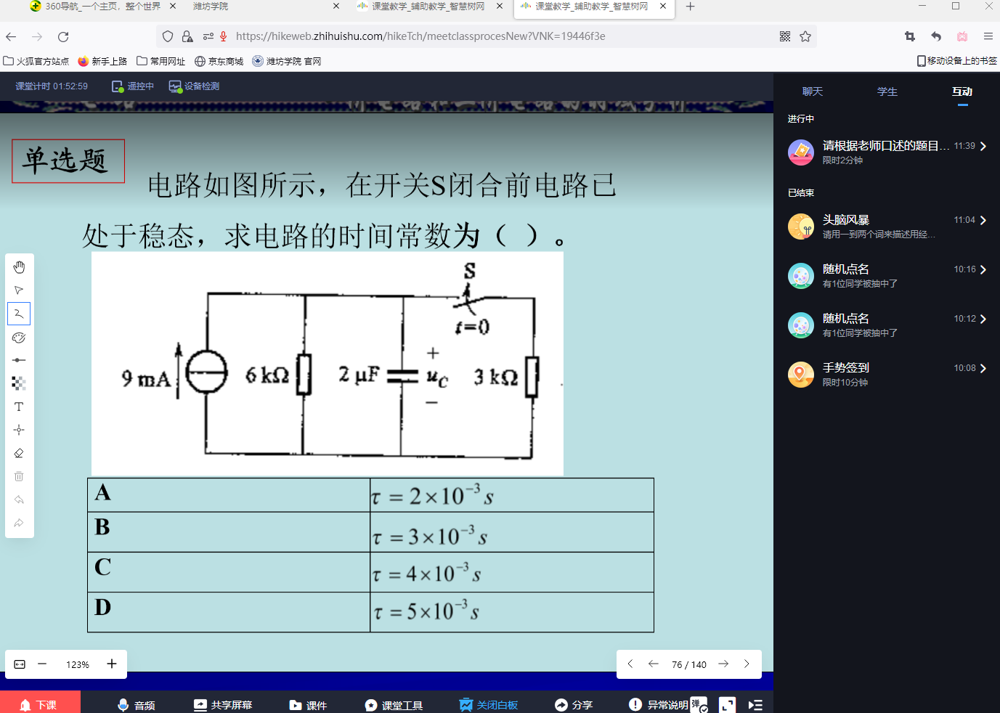 360导航_一个主页，整个世界
潍坊学院
课堂教学_辅助教学_智慧树网
课堂教学_辅助教学_智慧树网
https://hikeweb.zhihuishu.com/hikeTch/meetclassprocesNew?VNK=19446f3e
火狐官方站点
新手上路
常用网址
京东商城
潍坊学院 官网
移动设备上的书签
课堂计时 01:52:59
遥控中
设备检测
聊天
学生
互动
进行中
请根据老师口述的题目... 11:39
限时2分钟
已结束
头脑风暴 11:04
请用一到两个词来描述用经...
随机点名 10:16
有1位同学被抽中了
随机点名 10:12
有1位同学被抽中了
手势签到 10:08
限时10分钟
单选题
电路如图所示，在开关S闭合前电路已
处于稳态，求电路的时间常数为（ ）。
S
t=0
9 mA
6 kΩ
2 μF
+
u_C
−
3 kΩ
A τ = 2×10⁻³ s
B τ = 3×10⁻³ s
C τ = 4×10⁻³ s
D τ = 5×10⁻³ s
123%
76 / 140
下课
音频
共享屏幕
课件
课堂工具
关闭白板
分享
异常说明
弹